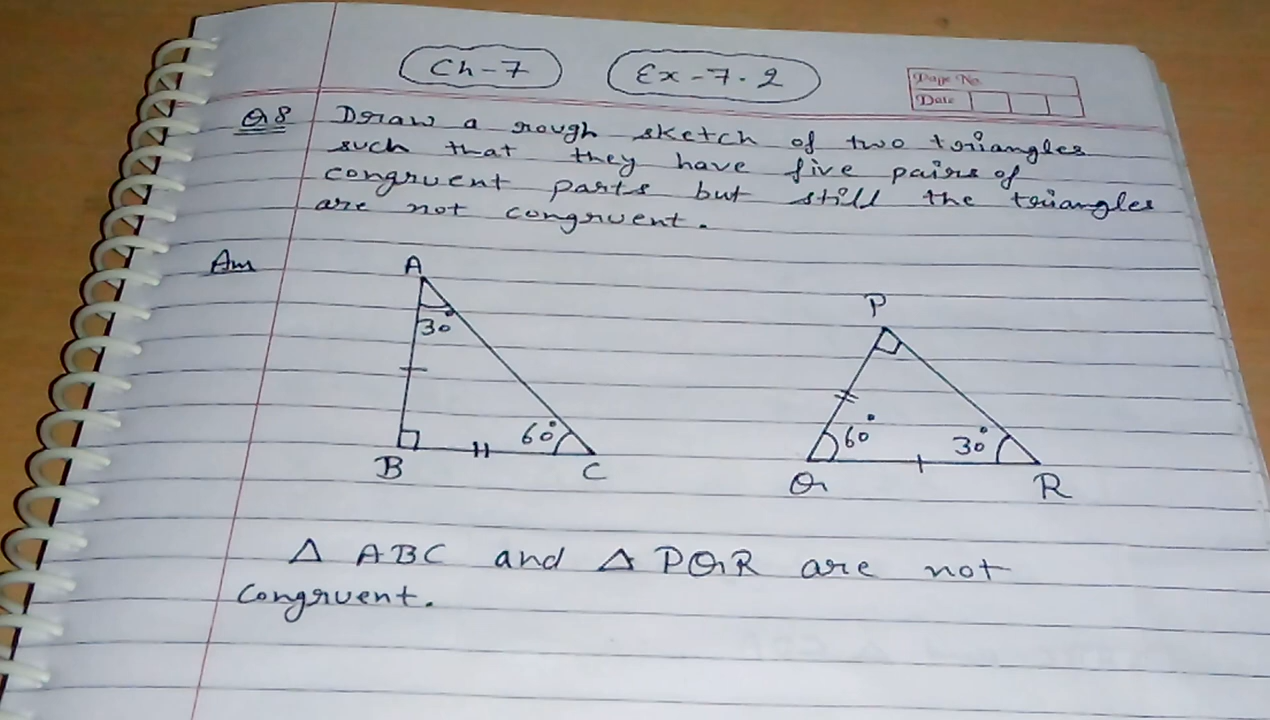 Ch-7
Ex-7.2
Page No.
Date
Q8 Draw a rough sketch of two triangles
such that they have five pairs of
congruent parts but still the triangles
are not congruent.
Ans
A
30°
60°
B
C
P
60°
30°
Q
R
Δ ABC and Δ PQR are not
congruent.